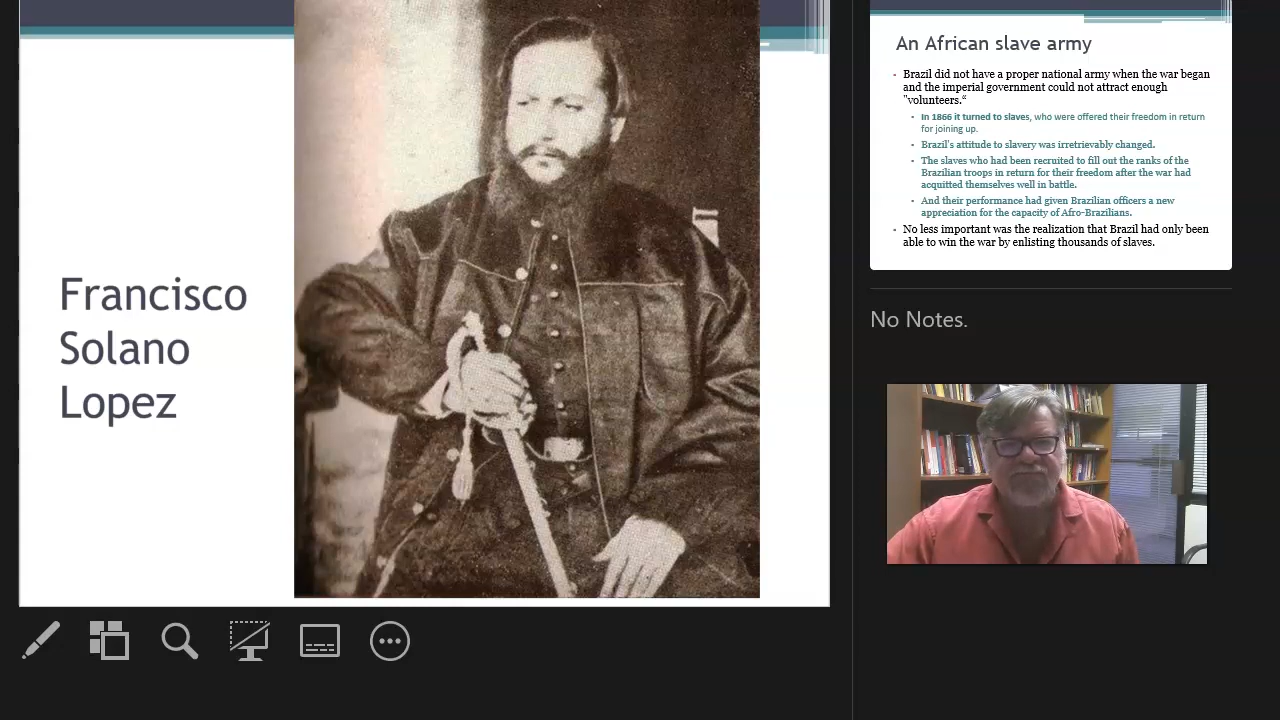 Francisco
Solano
Lopez
An African slave army
Brazil did not have a proper national army when the war began
and the imperial government could not attract enough
"volunteers.“
In 1866 it turned to slaves, who were offered their freedom in return
for joining up.
Brazil's attitude to slavery was irretrievably changed.
The slaves who had been recruited to fill out the ranks of the
Brazilian troops in return for their freedom after the war had
acquitted themselves well in battle.
And their performance had given Brazilian officers a new
appreciation for the capacity of Afro-Brazilians.
No less important was the realization that Brazil had only been
able to win the war by enlisting thousands of slaves.
No Notes.